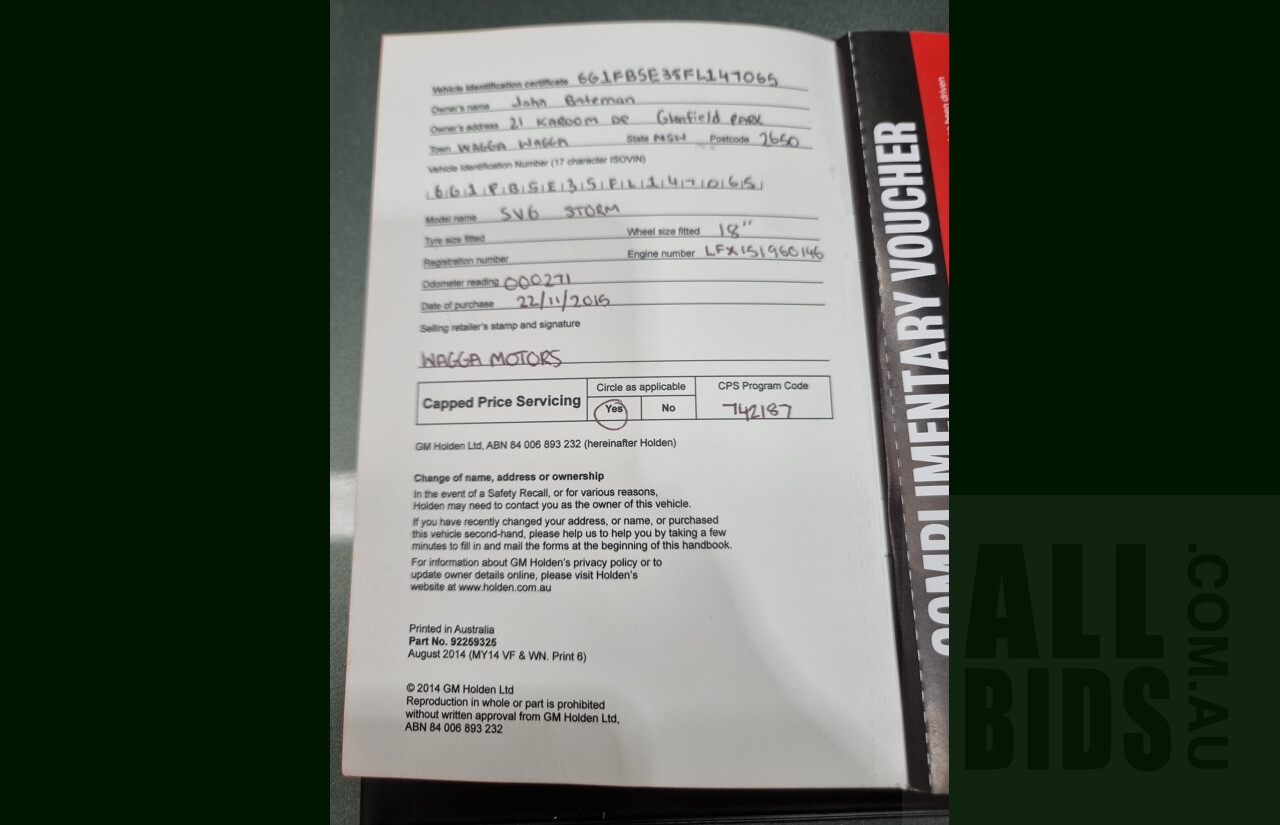 Vehicle identification certificate 6G1FB5E35FL147065
Owner's name John Bateman
Owner's address 21 KAROOM DR Glenfield PARK
Town WAGGA WAGGA State NSW Postcode 2650
Vehicle Identification Number (17 character ISOVIN)
6G1FB5E35FL147065
Model name SV6 STORM
Tyre size fitted Wheel size fitted 18"
Registration number Engine number LFX151960146
Odometer reading 000271
Date of purchase 22/11/2015
Selling retailer's stamp and signature
WAGGA MOTORS
Capped Price Servicing Circle as applicable Yes No CPS Program Code 742187
GM Holden Ltd, ABN 84 006 893 232 (hereinafter Holden)
Change of name, address or ownership
In the event of a Safety Recall, or for various reasons,
Holden may need to contact you as the owner of this vehicle.
If you have recently changed your address, or name, or purchased
this vehicle second-hand, please help us to help you by taking a few
minutes to fill in and mail the forms at the beginning of this handbook.
For information about GM Holden's privacy policy or to
update owner details online, please visit Holden's
website at www.holden.com.au
Printed in Australia
Part No. 92259325
August 2014 (MY14 VF & WN. Print 6)
© 2014 GM Holden Ltd
Reproduction in whole or part is prohibited
without written approval from GM Holden Ltd,
ABN 84 006 893 232
COMPLIMENTARY VOUCHER
been driven
ALL
BIDS
.COM.AU